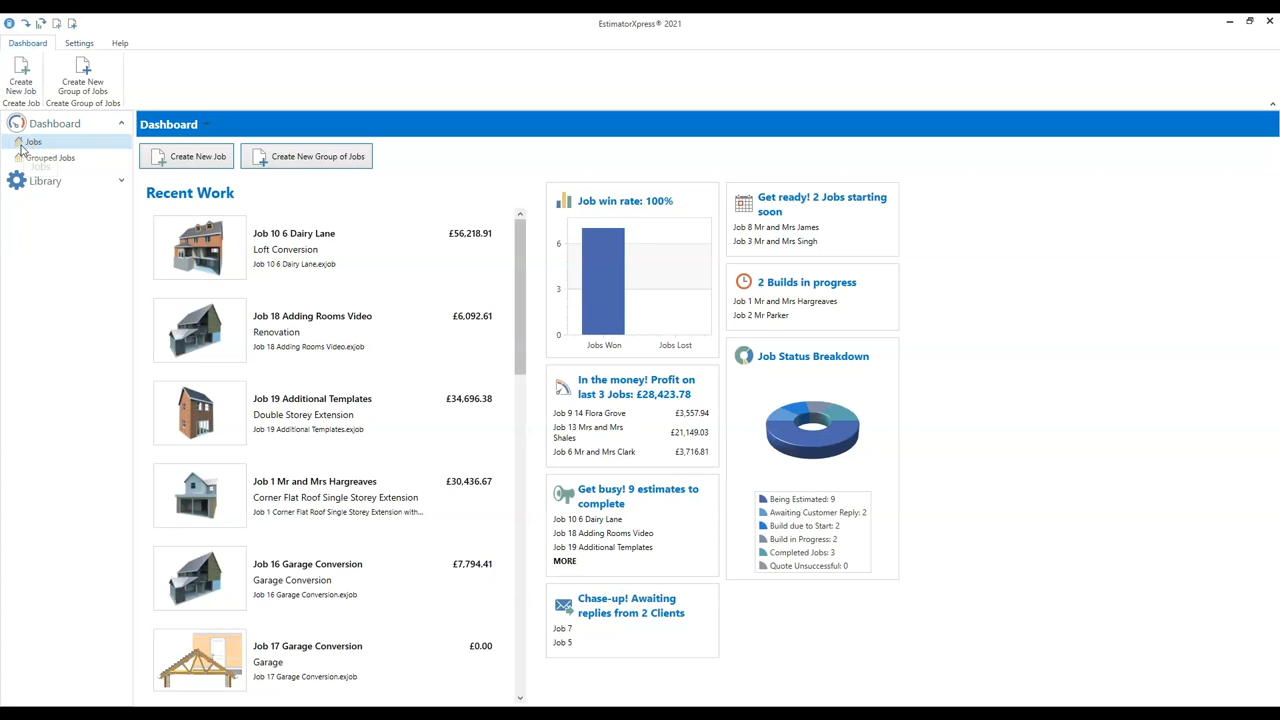 EstimatorXpress® 2021
Dashboard
Settings
Help
Create
New Job
Create New
Group of Jobs
Create Job
Create Group of Jobs
Dashboard
Jobs
Grouped Jobs
Jobs
Library
Dashboard
Create New Job
Create New Group of Jobs
Recent Work
Job 10 6 Dairy Lane
£56,218.91
Loft Conversion
Job 10 6 Dairy Lane.exjob
Job 18 Adding Rooms Video
£6,092.61
Renovation
Job 18 Adding Rooms Video.exjob
Job 19 Additional Templates
£34,696.38
Double Storey Extension
Job 19 Additional Templates.exjob
Job 1 Mr and Mrs Hargreaves
£30,436.67
Corner Flat Roof Single Storey Extension
Job 1 Corner Flat Roof Single Storey Extension with...
Job 16 Garage Conversion
£7,794.41
Garage Conversion
Job 16 Garage Conversion.exjob
Job 17 Garage Conversion
£0.00
Garage
Job 17 Garage Conversion.exjob
Job win rate: 100%
6
3
0
Jobs Won
Jobs Lost
In the money! Profit on
last 3 Jobs: £28,423.78
Job 9 14 Flora Grove
£3,557.94
Job 13 Mrs and Mrs
Shales
£21,149.03
Job 6 Mr and Mrs Clark
£3,716.81
Get busy! 9 estimates to
complete
Job 10 6 Dairy Lane
Job 18 Adding Rooms Video
Job 19 Additional Templates
MORE
Chase-up! Awaiting
replies from 2 Clients
Job 7
Job 5
Get ready! 2 Jobs starting
soon
Job 8 Mr and Mrs James
Job 3 Mr and Mrs Singh
2 Builds in progress
Job 1 Mr and Mrs Hargreaves
Job 2 Mr Parker
Job Status Breakdown
Being Estimated: 9
Awaiting Customer Reply: 2
Build due to Start: 2
Build in Progress: 2
Completed Jobs: 3
Quote Unsuccessful: 0